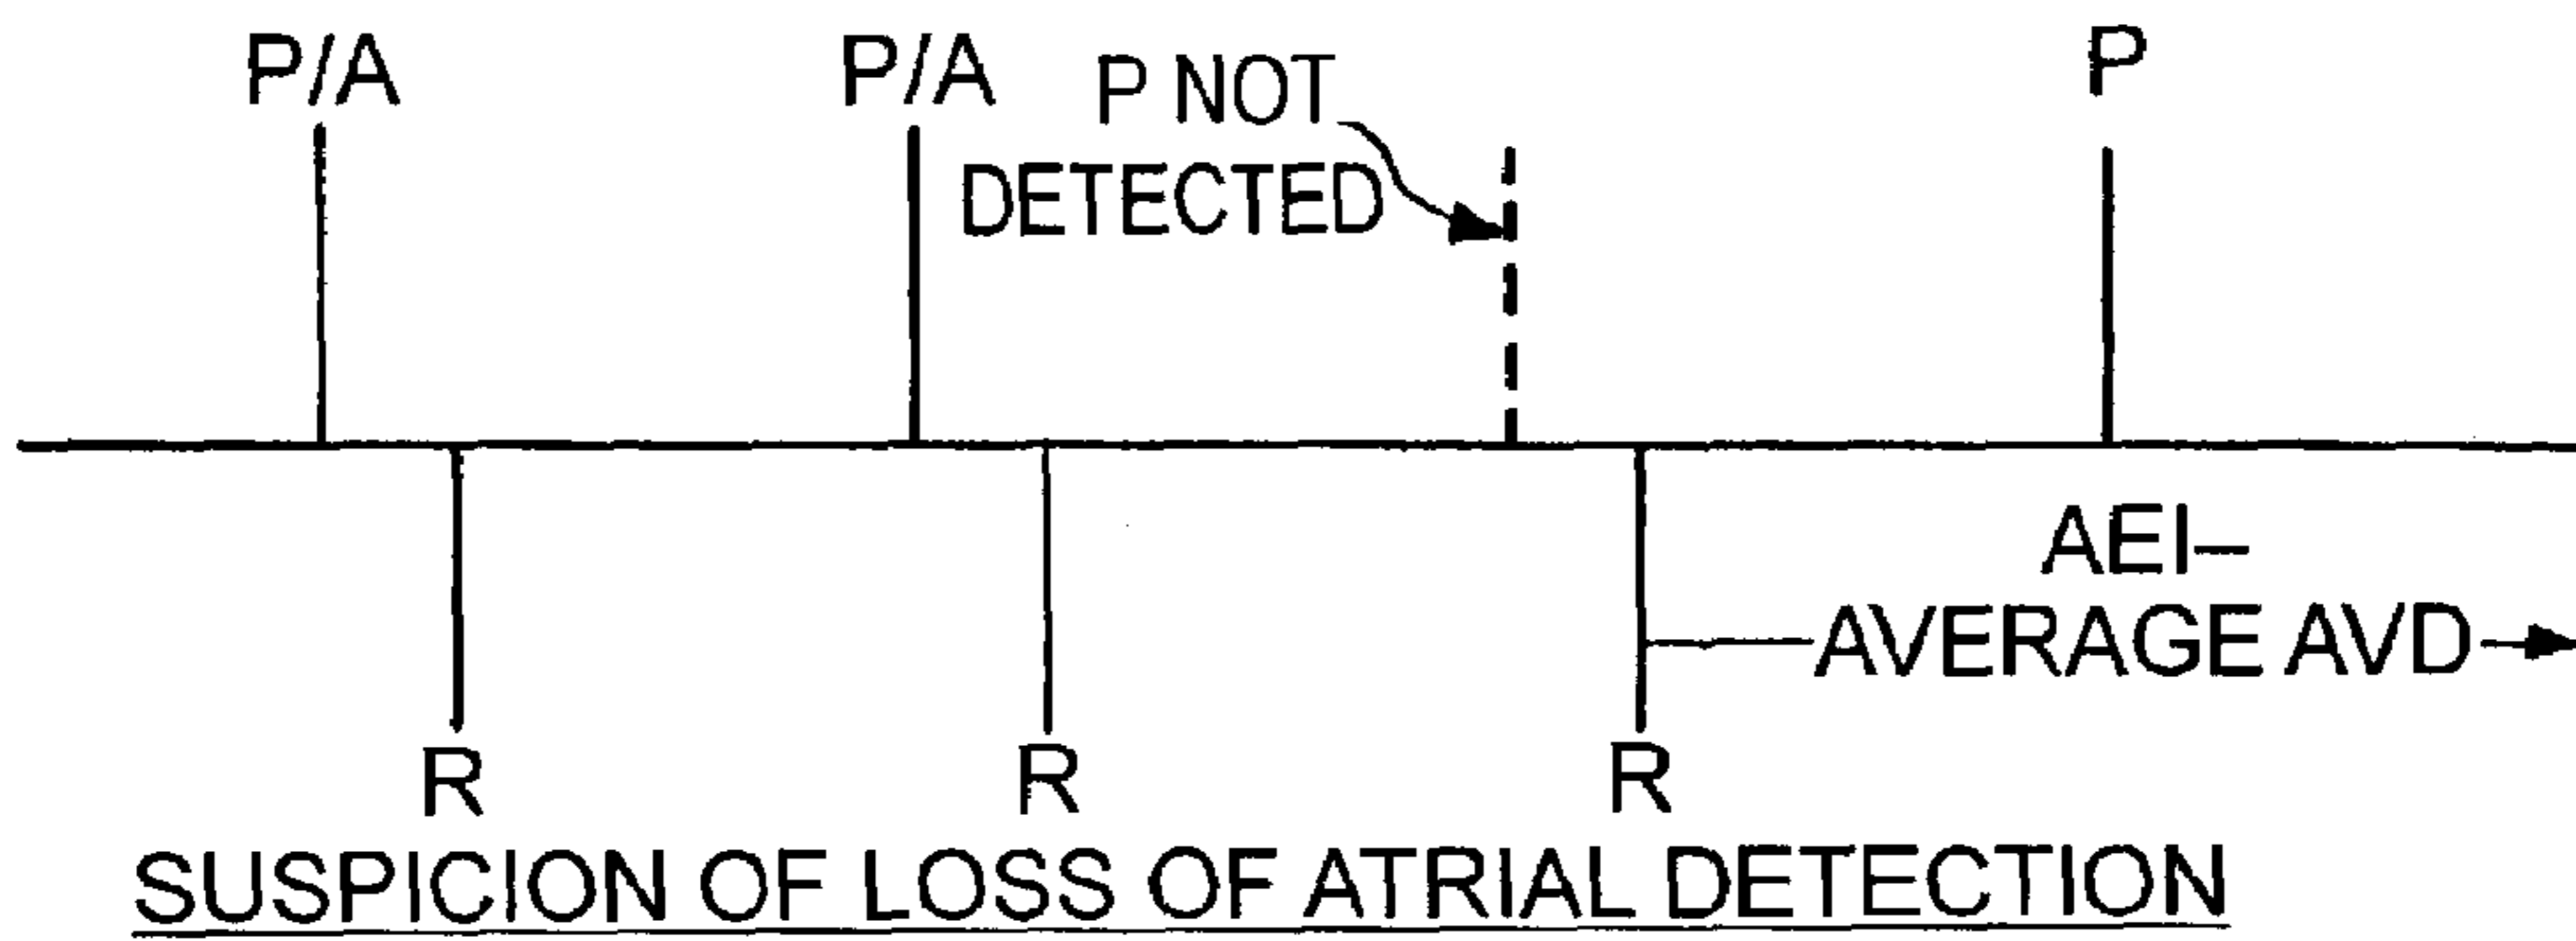 P/A
P/A
P NOT
DETECTED
P
AEI–
AVERAGE AVD
R
R
R
SUSPICION OF LOSS OF ATRIAL DETECTION